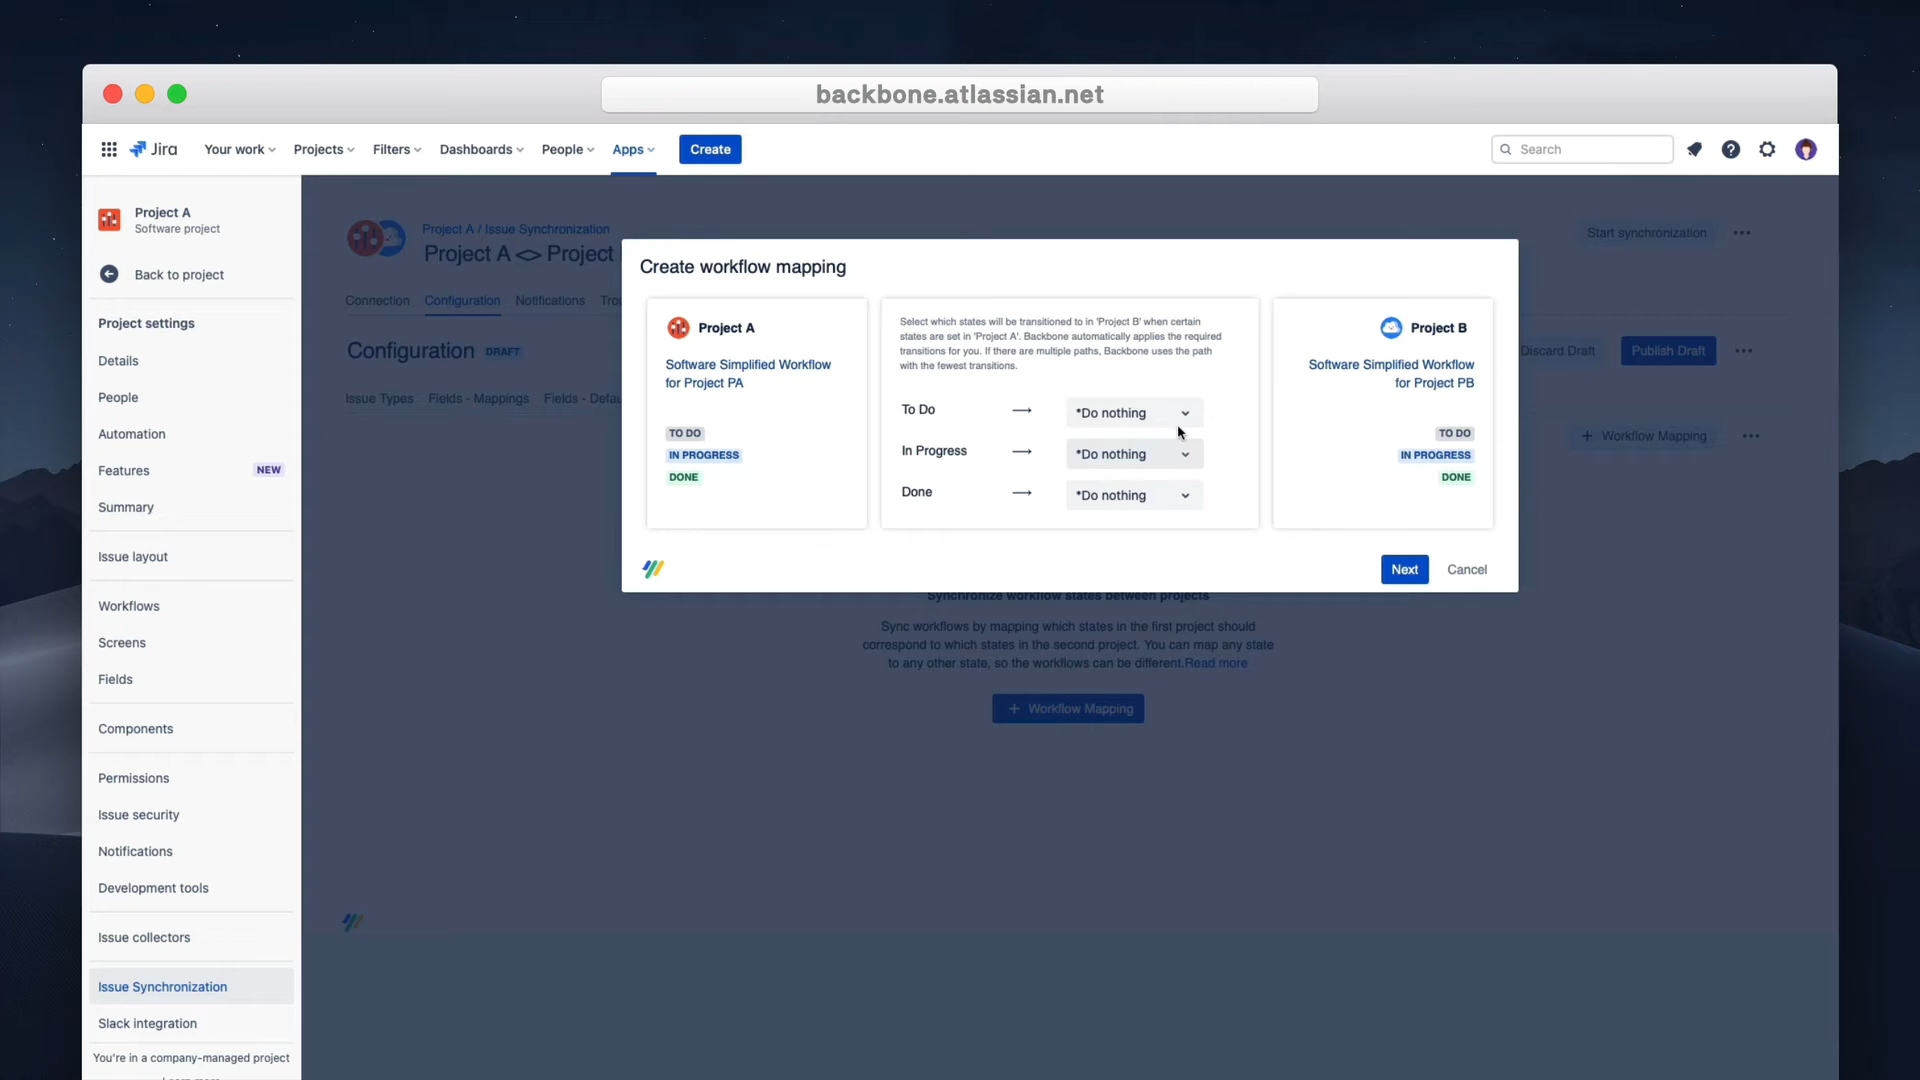 backbone.atlassian.net
Jira
Your work
Projects
Filters
Dashboards
People
Apps
Create
Search
Project A
Software project
Back to project
Project settings
Details
People
Automation
Features
NEW
Summary
Issue layout
Workflows
Screens
Fields
Components
Permissions
Issue security
Notifications
Development tools
Issue collectors
Issue Synchronization
Slack integration
You're in a company-managed project
Project A / Issue Synchronization
Project A <> Project
Start synchronization
Connection
Configuration
Notifications
Configuration
DRAFT
Discard Draft
Publish Draft
Issue Types
Fields - Mappings
+ Workflow Mapping
Create workflow mapping
Project A
Software Simplified Workflow
for Project PA
TO DO
IN PROGRESS
DONE
Select which states will be transitioned to in 'Project B' when certain
states are set in 'Project A'. Backbone automatically applies the required
transitions for you. If there are multiple paths, Backbone uses the path
with the fewest transitions.
To Do → *Do nothing
In Progress → *Do nothing
Done → *Do nothing
Project B
Software Simplified Workflow
for Project PB
TO DO
IN PROGRESS
DONE
Next
Cancel
Synchronize workflow states between projects
Sync workflows by mapping which states in the first project should
correspond to which states in the second project. You can map any state
to any other state, so the workflows can be different.Read more
+ Workflow Mapping